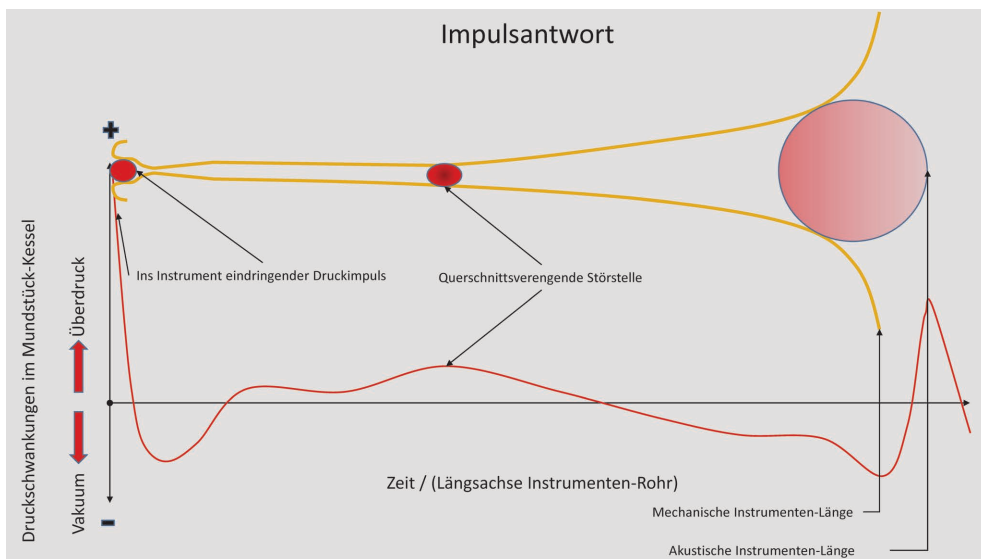 Impulsantwort
+
Ins Instrument eindringender Druckimpuls
Querschnittsverengende Störstelle
Druckschwankungen im Mundstück-Kessel
Überdruck
Vakuum
-
Zeit / (Längsachse Instrumenten-Rohr)
Mechanische Instrumenten-Länge
Akustische Instrumenten-Länge